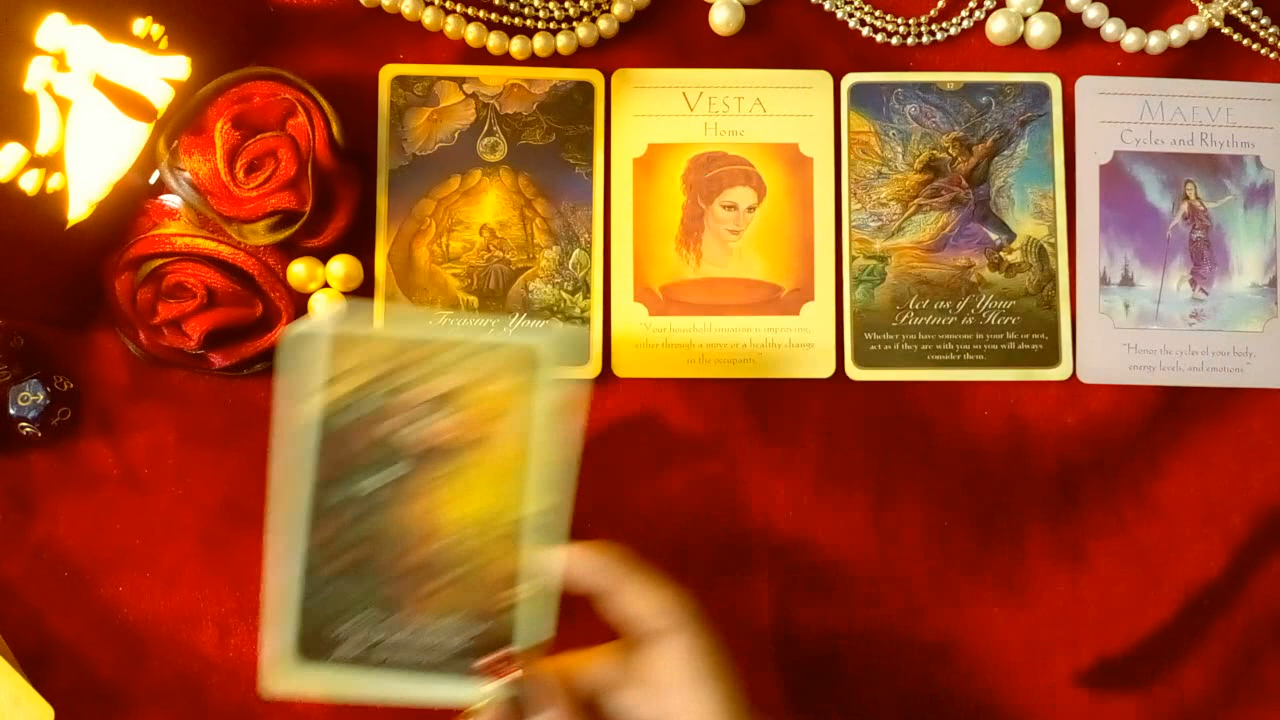 Treasure Your
VESTA
Home
"Your household situation is improving,
either through a move or a healthy change
in the occupants."
17
Act as if Your
Partner is Here
Whether you have someone in your life or not,
act as if they are with you so you will always
consider them.
MAEVE
Cycles and Rhythms
"Honor the cycles of your body,
energy levels, and emotions."